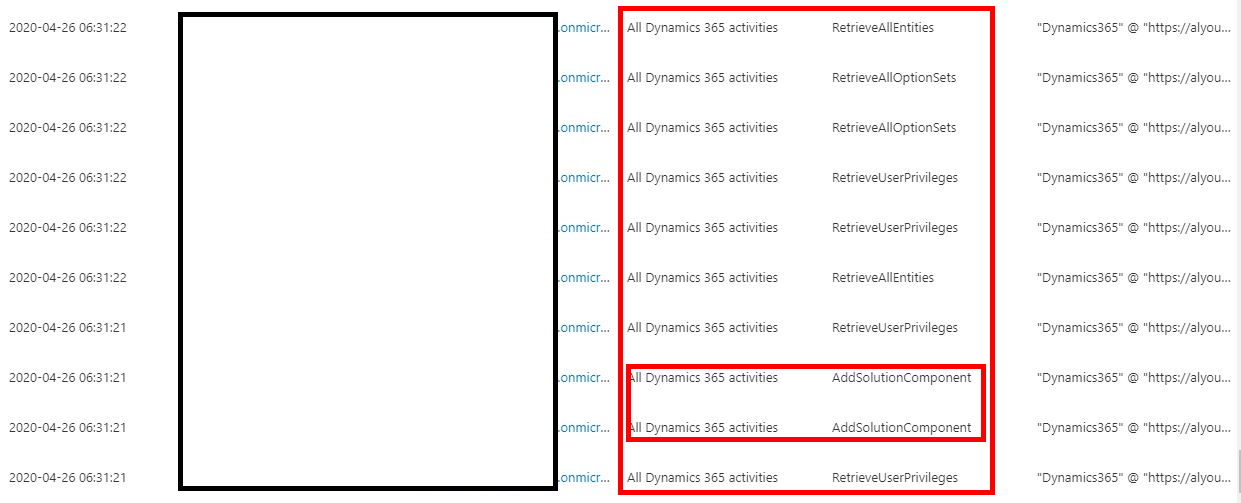 2020-04-26 06:31:22 .onmicr... All Dynamics 365 activities RetrieveAllEntities "Dynamics365" @ "https://alyou...
2020-04-26 06:31:22 .onmicr... All Dynamics 365 activities RetrieveAllOptionSets "Dynamics365" @ "https://alyou...
2020-04-26 06:31:22 .onmicr... All Dynamics 365 activities RetrieveAllOptionSets "Dynamics365" @ "https://alyou...
2020-04-26 06:31:22 .onmicr... All Dynamics 365 activities RetrieveUserPrivileges "Dynamics365" @ "https://alyou...
2020-04-26 06:31:22 .onmicr... All Dynamics 365 activities RetrieveUserPrivileges "Dynamics365" @ "https://alyou...
2020-04-26 06:31:22 .onmicr... All Dynamics 365 activities RetrieveAllEntities "Dynamics365" @ "https://alyou...
2020-04-26 06:31:21 .onmicr... All Dynamics 365 activities RetrieveUserPrivileges "Dynamics365" @ "https://alyou...
2020-04-26 06:31:21 .onmicr... All Dynamics 365 activities AddSolutionComponent "Dynamics365" @ "https://alyou...
2020-04-26 06:31:21 .onmicr... All Dynamics 365 activities AddSolutionComponent "Dynamics365" @ "https://alyou...
2020-04-26 06:31:21 .onmicr... All Dynamics 365 activities RetrieveUserPrivileges "Dynamics365" @ "https://alyou...